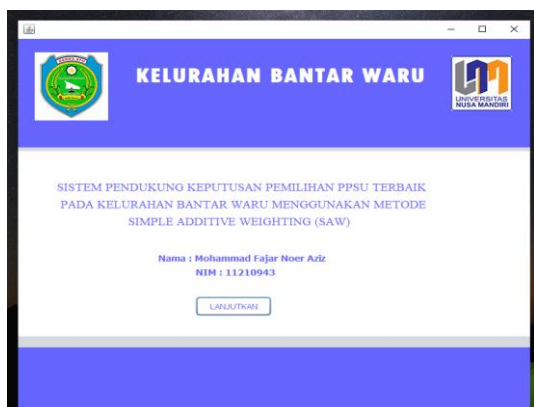 KELURAHAN BANTAR WARU
UNIVERSITAS
NUSA MANDIRI
SISTEM PENDUKUNG KEPUTUSAN PEMILIHAN PPSU TERBAIK
PADA KELURAHAN BANTAR WARU MENGGUNAKAN METODE
SIMPLE ADDITIVE WEIGHTING (SAW)
Nama : Mohammad Fajar Noer Aziz
NIM : 11210943
LANJUTKAN